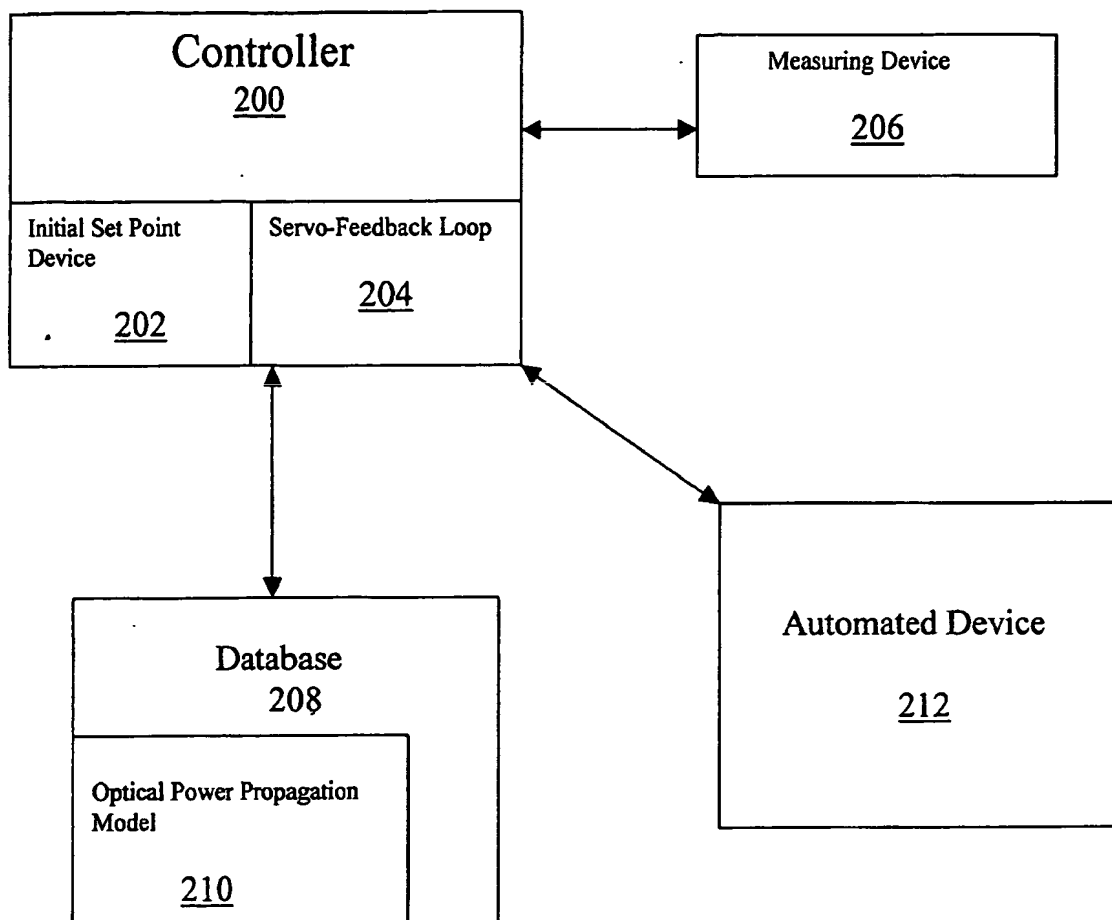 Controller
200
Measuring Device
206
Initial Set Point
Device
202
Servo-Feedback Loop
204
Database
208
Optical Power Propagation
Model
210
Automated Device
212